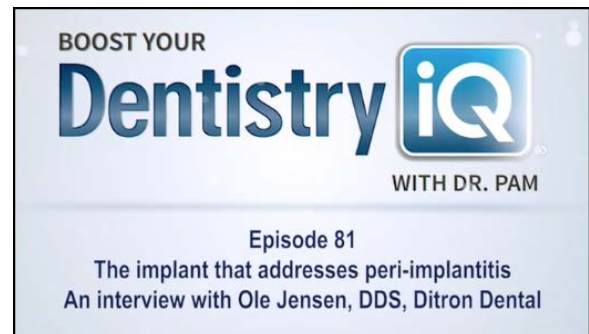 BOOST YOUR
Dentistry iQ
WITH DR. PAM
Episode 81
The implant that addresses peri-implantitis
An interview with Ole Jensen, DDS, Ditron Dental